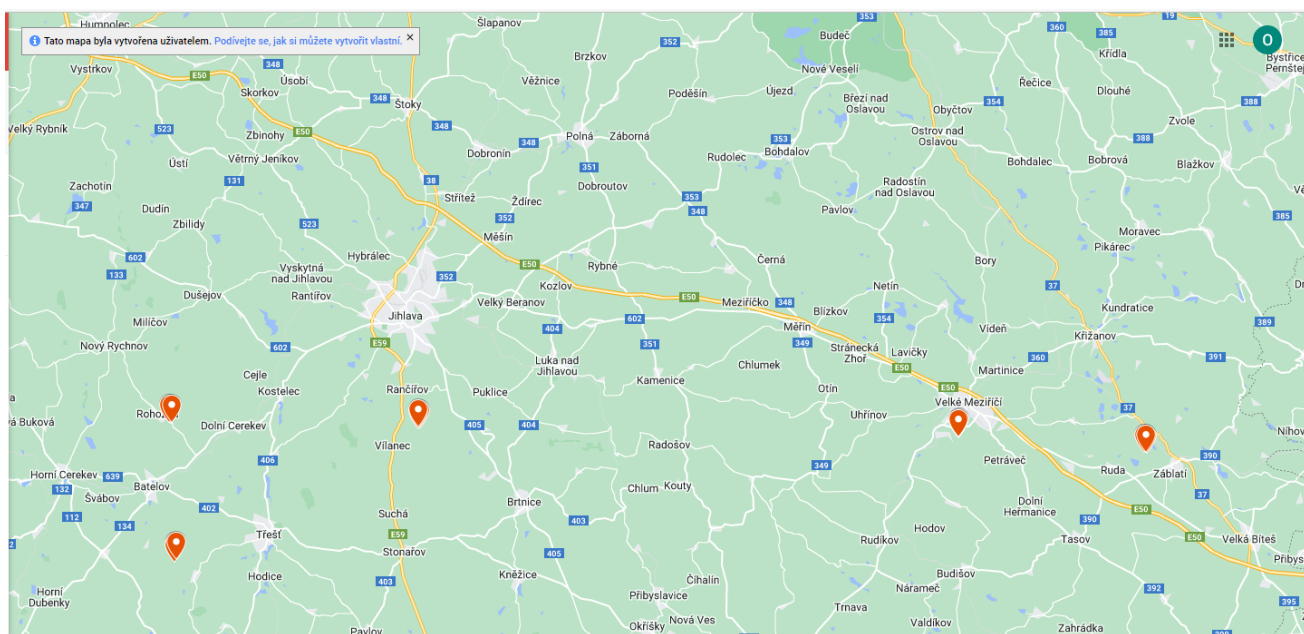 Humpolec
Šlapanov
353
360
19
385
Tato mapa byla vytvořena uživatelem. Podívejte se, jak si můžete vytvořit vlastní. ×
352
Budeč
O
Křídla
Brzkov
Bystřice
Pernštej
Vystrkov
E50
348
Úsobí
Věžnice
Nové Veselí
Řečice
Skorkov
Poděšín
Újezd
Dlouhé
348
Štoky
Březí nad
Oslavou
354
388
Obyčtov
Zvole
Velký Rybník
523
Zbinohy
E50
348
348
Polná
Záborná
353
Ostrov nad
Oslavou
388
Ústí
Větrný Jeníkov
Dobronín
351
Rudolec
Bohdalov
Bohdalec
Bobrová
Blažkov
131
38
Zachotín
Dobroutov
Radostín
nad Oslavou
Střítež
Ždírec
353
347
Dudín
348
Pavlov
385
Zbilidy
523
352
Měšín
Moravec
Pikárec
602
Hybrálec
E50
Rybné
Černá
Bory
133
Vyskytná
nad Jihlavou
352
Kozlov
Netín
37
Dušejov
Rantířov
Velký Beranov
E50
Meziříčko
348
Kundratice
Blízkov
354
Jihlava
602
389
Milíčov
404
Měřín
Vídeň
Křižanov
Nový Rychnov
602
E59
351
349
Stránecká
Zhoř
Lavičky
360
391
Luka nad
Jihlavou
Chlumek
E50
Martinice
Cejle
Kostelec
Rančířov
Puklice
Kamenice
Otín
E50
Velké Meziříčí
37
Dolní Cerekev
405
404
Uhřínov
Vílanec
Radošov
406
Petráveč
390
Horní Cerekev
639
349
Ruda
Záblatí
132
Švábov
Batelov
Chlum
Kouty
37
402
Brtnice
Dolní
Heřmanice
E50
112
134
Suchá
403
390
Třešť
E59
Hodov
E50
Velká Bíteš
Stonařov
405
Rudíkov
Tasov
Hodice
403
Kněžice
Číhalín
Budišov
Horní
Dubenky
Přibyslavice
Nárameč
392
Trnava
395
Nová Ves
Okříšky
Valdíkov
Zahrádka
Pavlov